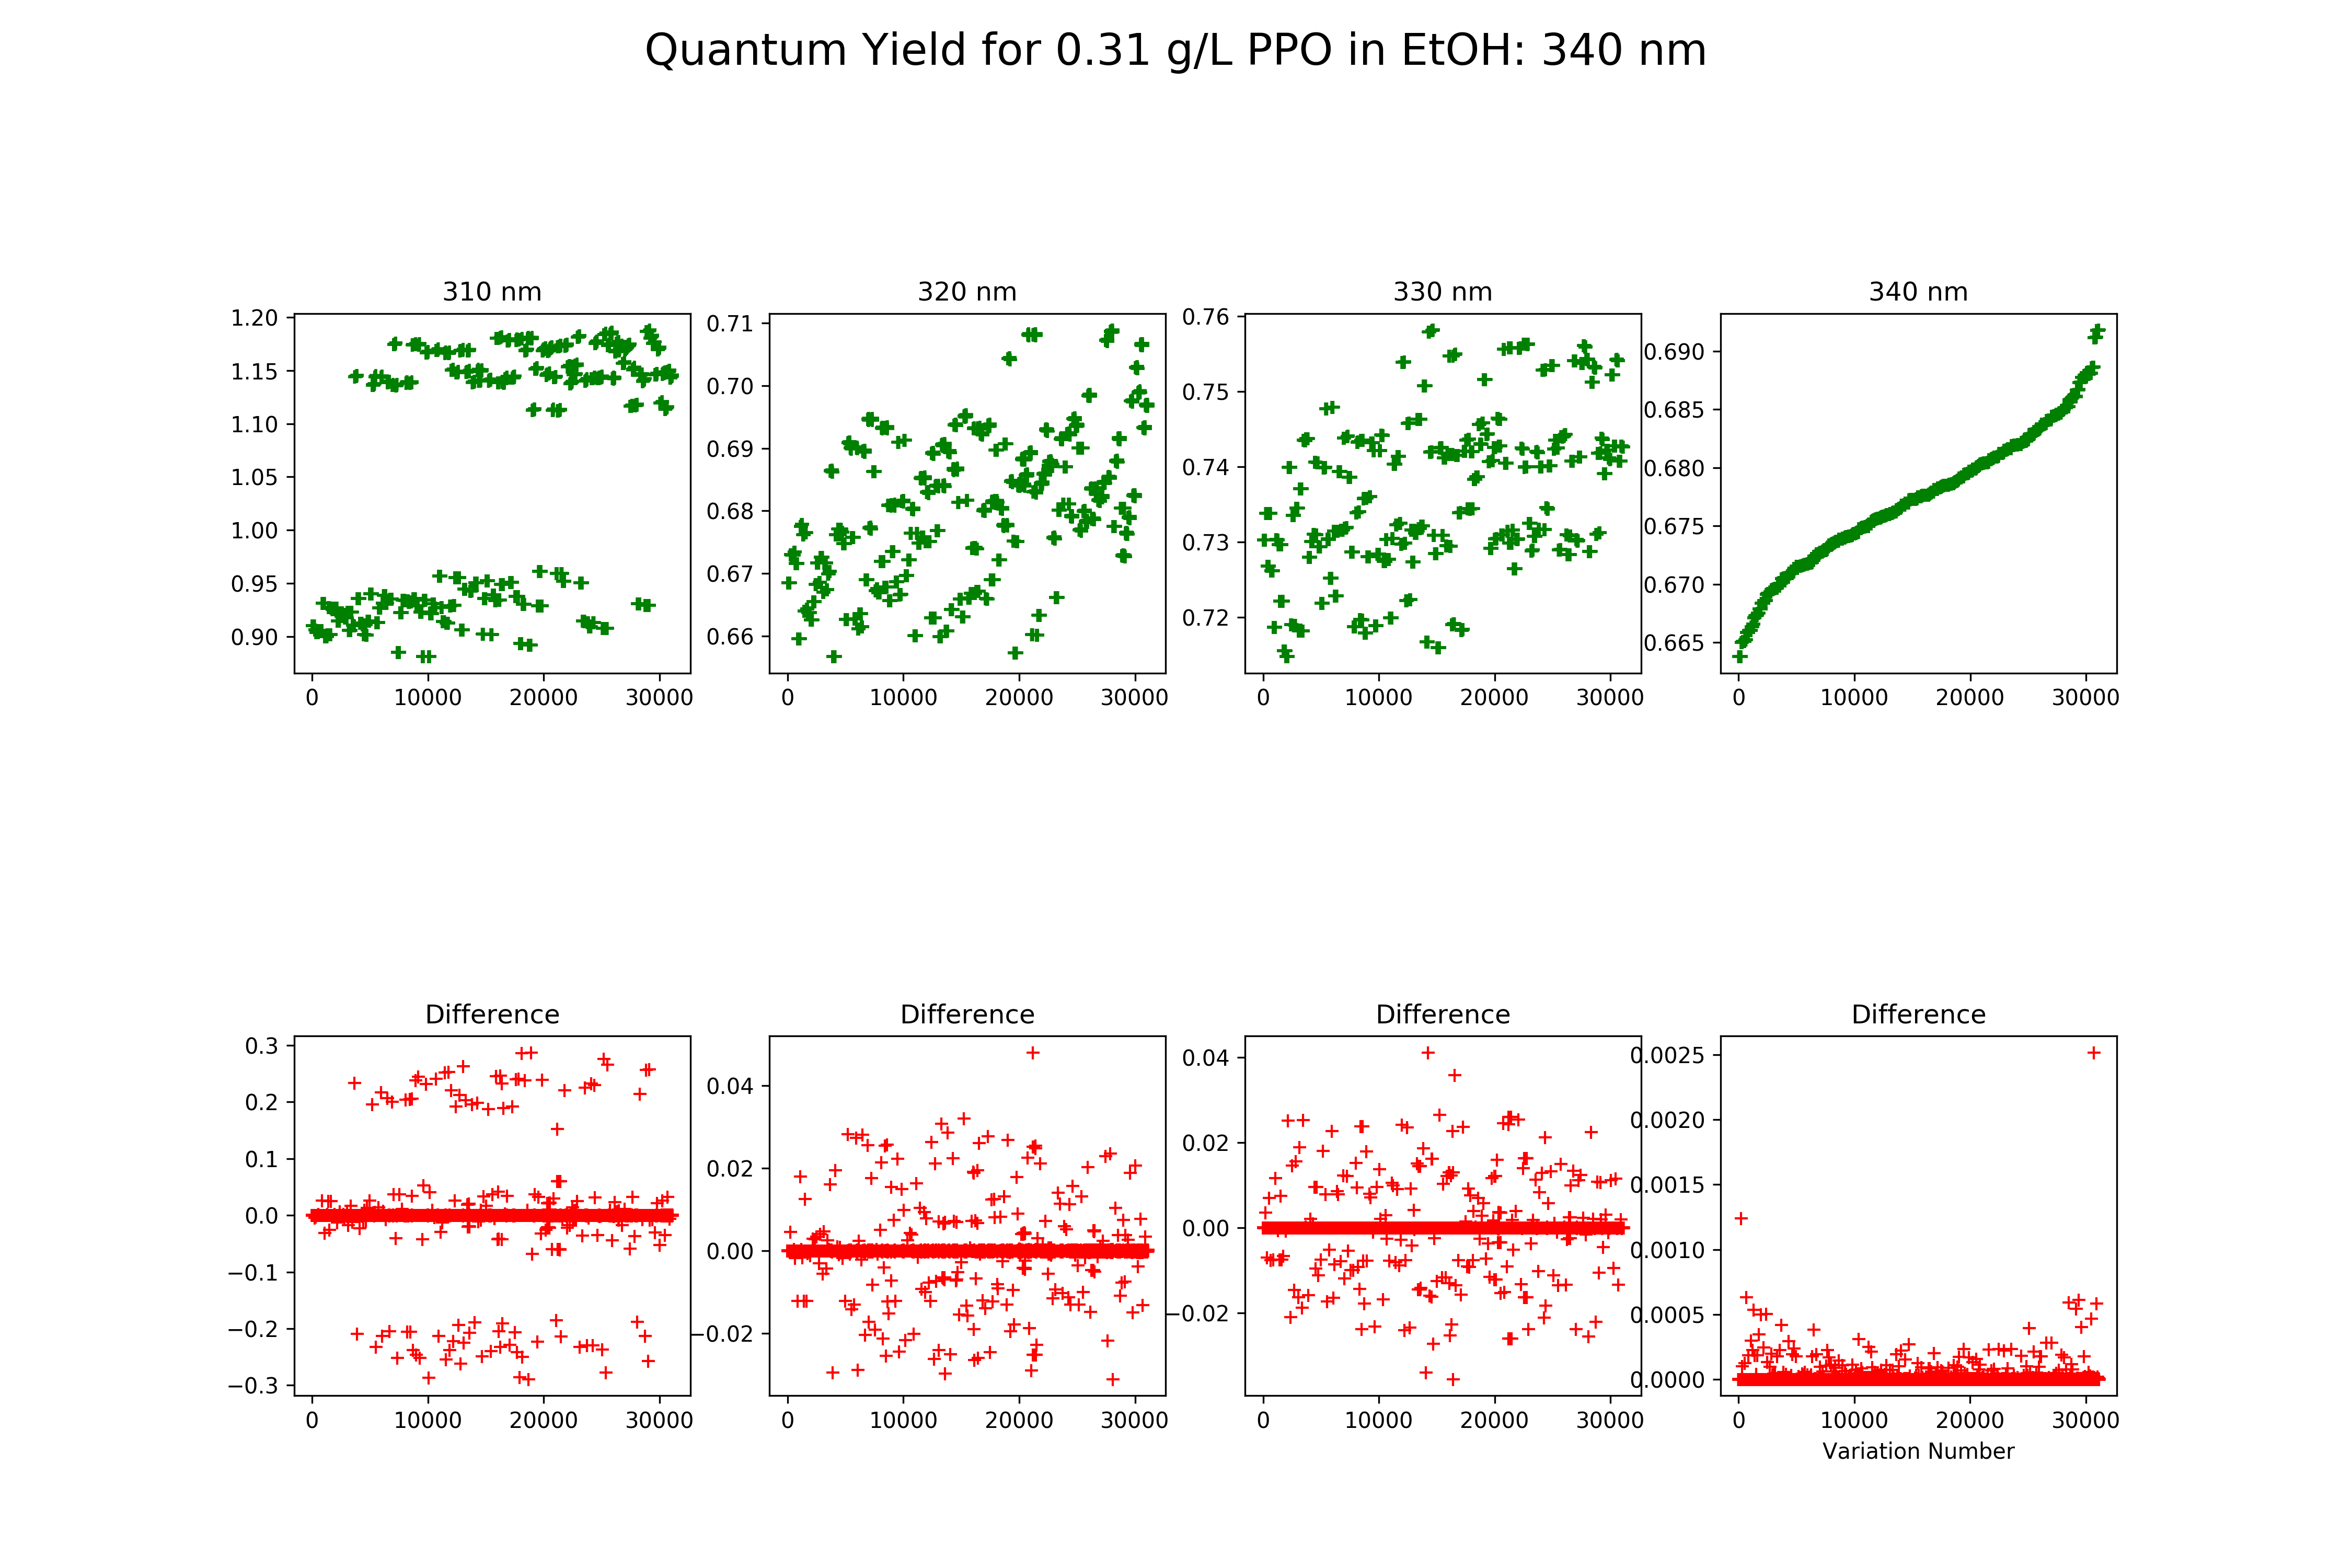 Quantum Yield for 0.31 g/L PPO in EtOH: 340 nm
310 nm
1.20
1.15
1.10
1.05
1.00
0.95
0.90
0 10000 20000 30000
320 nm
0.71
0.70
0.69
0.68
0.67
0.66
0 10000 20000 30000
330 nm
0.76
0.75
0.74
0.73
0.72
0 10000 20000 30000
340 nm
0.690
0.685
0.680
0.675
0.670
0.665
0 10000 20000 30000
Difference
0.3
0.2
0.1
0.0
−0.1
−0.2
−0.3
0 10000 20000 30000
Difference
0.04
0.02
0.00
−0.02
0 10000 20000 30000
Difference
0.04
0.02
0.00
−0.02
0 10000 20000 30000
Difference
0.0025
0.0020
0.0015
0.0010
0.0005
0.0000
0 10000 20000 30000
Variation Number